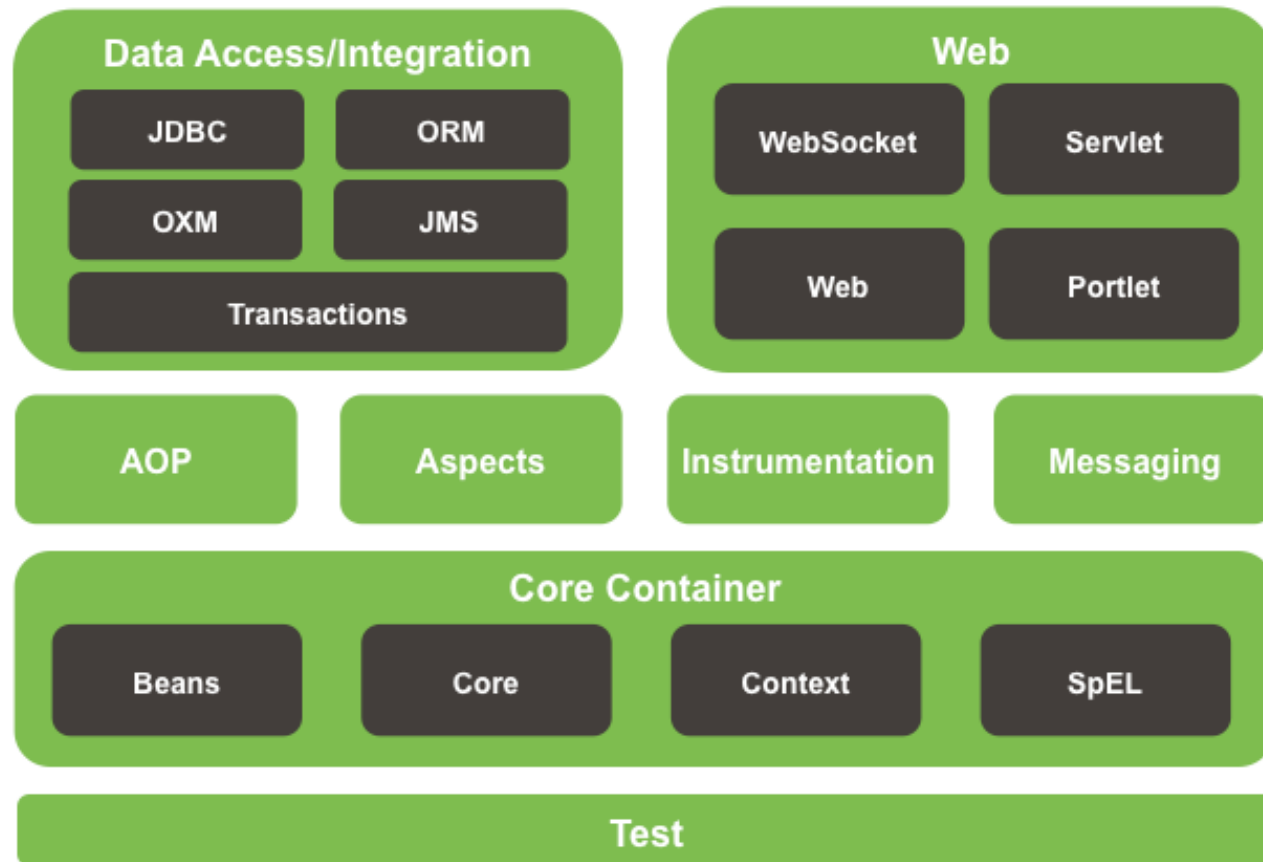 Data Access/Integration
JDBC
ORM
OXM
JMS
Transactions
Web
WebSocket
Servlet
Web
Portlet
AOP
Aspects
Instrumentation
Messaging
Core Container
Beans
Core
Context
SpEL
Test